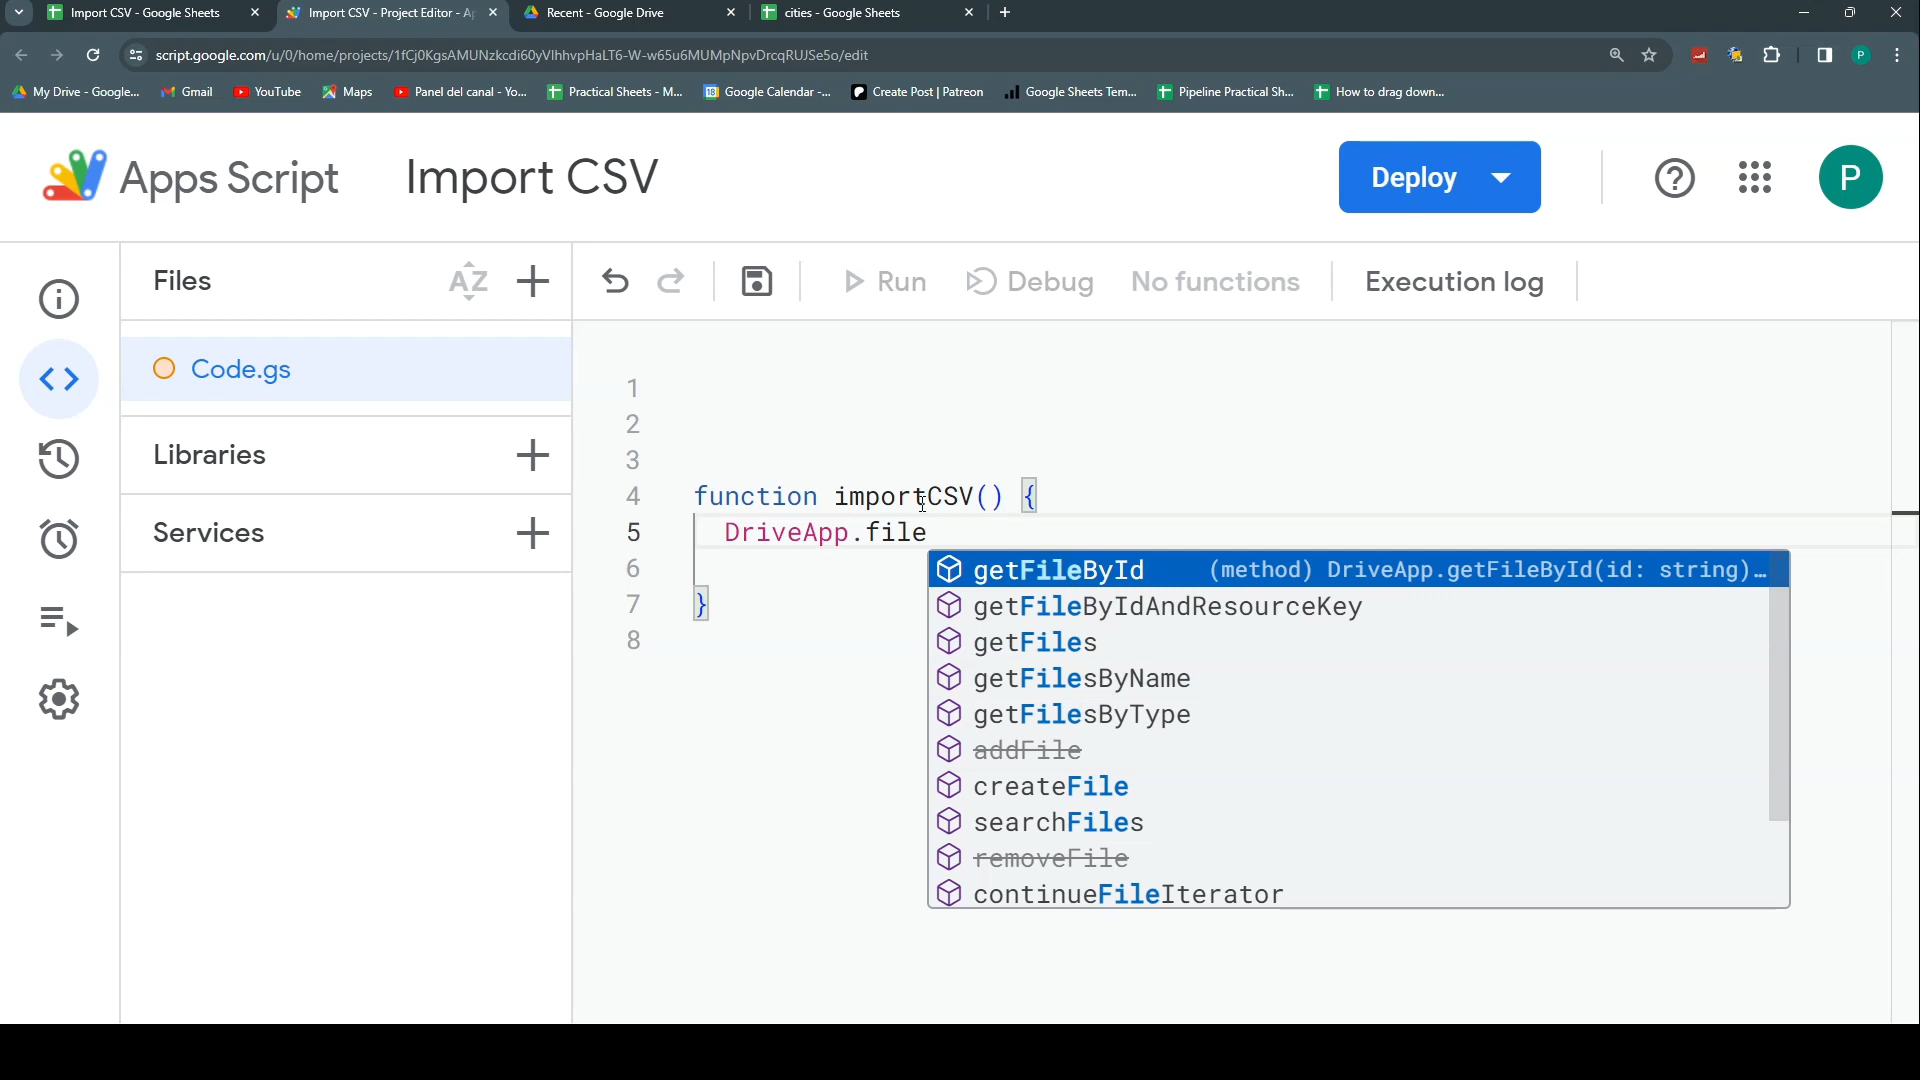 Import CSV - Google Sheets
Import CSV - Project Editor - Ap
Recent - Google Drive
cities - Google Sheets
script.google.com/u/0/home/projects/1fCj0KgsAMUNzkcdi60yVlhhvpHaLT6-W-w65u6MUMpNpvDrcqRUJSe5o/edit
P
My Drive - Google...
Gmail
YouTube
Maps
Panel del canal - Yo...
Practical Sheets - M...
Google Calendar -...
Create Post | Patreon
Google Sheets Tem...
Pipeline Practical Sh...
How to drag down...
Apps Script
Import CSV
Deploy
P
Files
AZ
Run
Debug
No functions
Execution log
Code.gs
Libraries
Services
1
2
3
4 function importCSV() {
5 DriveApp.file
6
7 }
8
getFileById (method) DriveApp.getFileById(id: string)…
getFileByIdAndResourceKey
getFiles
getFilesByName
getFilesByType
addFile
createFile
searchFiles
removeFile
continueFileIterator